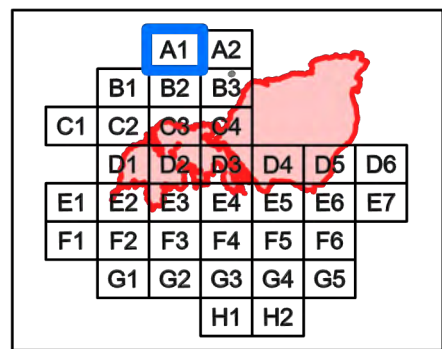 A1 A2
B1 B2 B3
C1 C2 C3 C4
D1 D2 D3 D4 D5 D6
E1 E2 E3 E4 E5 E6 E7
F1 F2 F3 F4 F5 F6
G1 G2 G3 G4 G5
H1 H2